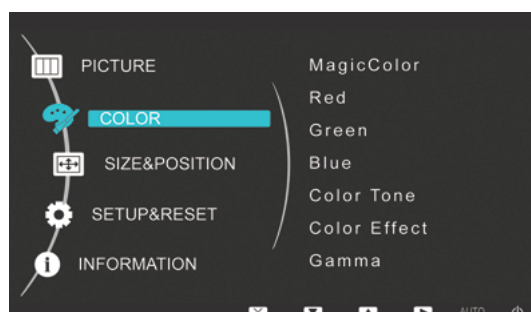 PICTURE
COLOR
SIZE&POSITION
SETUP&RESET
INFORMATION
MagicColor
Red
Green
Blue
Color Tone
Color Effect
Gamma
AUTO